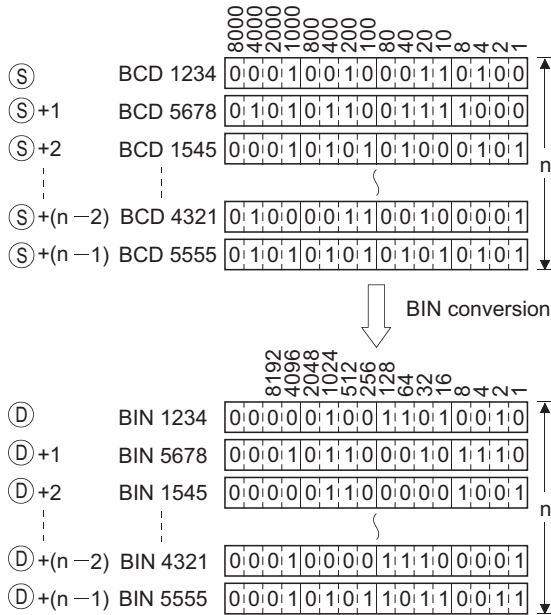 8000 4000 2000 1000 800 400 200 100 80 40 20 10 8 4 2 1
S BCD 1234 0 0 0 1 0 0 1 0 0 0 1 1 0 1 0 0
S +1 BCD 5678 0 1 0 1 0 1 1 0 0 1 1 1 1 0 0 0
S +2 BCD 1545 0 0 0 1 0 1 0 1 0 1 0 0 0 1 0 1
n
S +(n −2) BCD 4321 0 1 0 0 0 0 1 1 0 0 1 0 0 0 0 1
S +(n −1) BCD 5555 0 1 0 1 0 1 0 1 0 1 0 1 0 1 0 1
BIN conversion
8192 4096 2048 1024 512 256 128 64 32 16 8 4 2 1
D BIN 1234 0 0 0 0 0 1 0 0 1 1 0 1 0 0 1 0
D +1 BIN 5678 0 0 0 1 0 1 1 0 0 0 1 0 1 1 1 0
D +2 BIN 1545 0 0 0 0 0 1 1 0 0 0 0 0 1 0 0 1
n
D +(n −2) BIN 4321 0 0 0 1 0 0 0 0 1 1 1 0 0 0 0 1
D +(n −1) BIN 5555 0 0 0 1 0 1 0 1 1 0 1 1 0 0 1 1